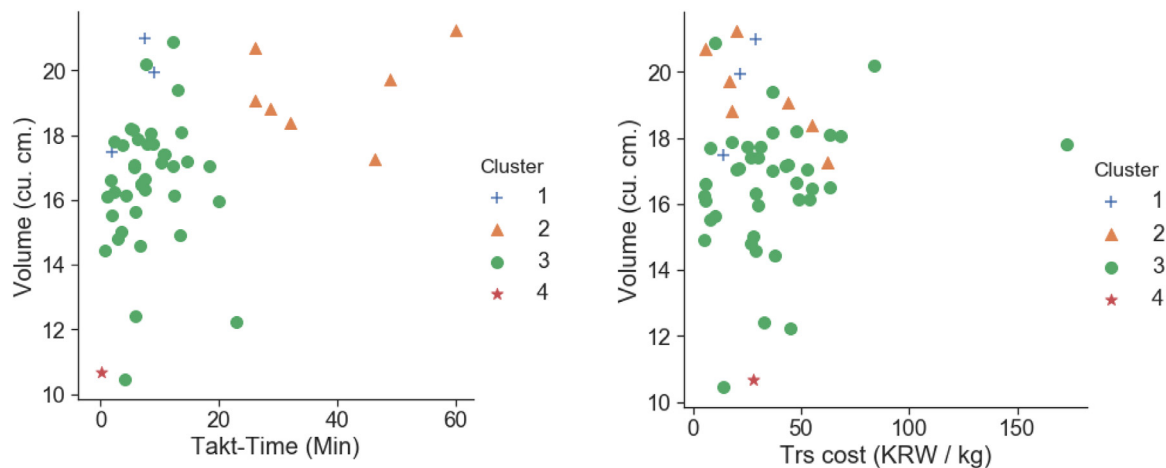 20
18
16
14
12
10
Volume (cu. cm.)
0 20 40 60
Takt-Time (Min)
Cluster
1
2
3
4
20
18
16
14
12
10
Volume (cu. cm.)
0 50 100 150
Trs cost (KRW / kg)
Cluster
1
2
3
4